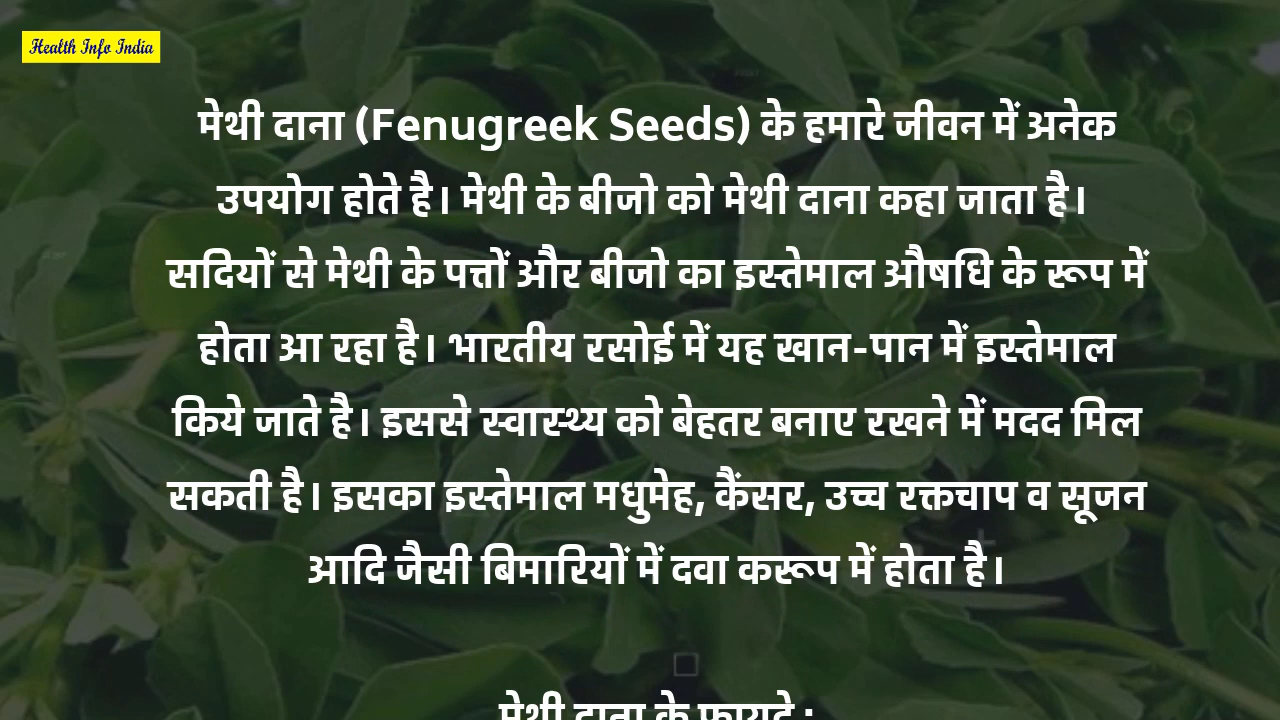 Health Info India
मेथी दाना (Fenugreek Seeds) के हमारे जीवन में अनेक
उपयोग होते है। मेथी के बीजो को मेथी दाना कहा जाता है।
सदियों से मेथी के पत्तों और बीजो का इस्तेमाल औषधि के रूप में
होता आ रहा है। भारतीय रसोई में यह खान-पान में इस्तेमाल
किये जाते है। इससे स्वास्थ्य को बेहतर बनाए रखने में मदद मिल
सकती है। इसका इस्तेमाल मधुमेह, कैंसर, उच्च रक्तचाप व सूजन
आदि जैसी बिमारियों में दवा करूप में होता है।
मेथी दाना के फायदे :